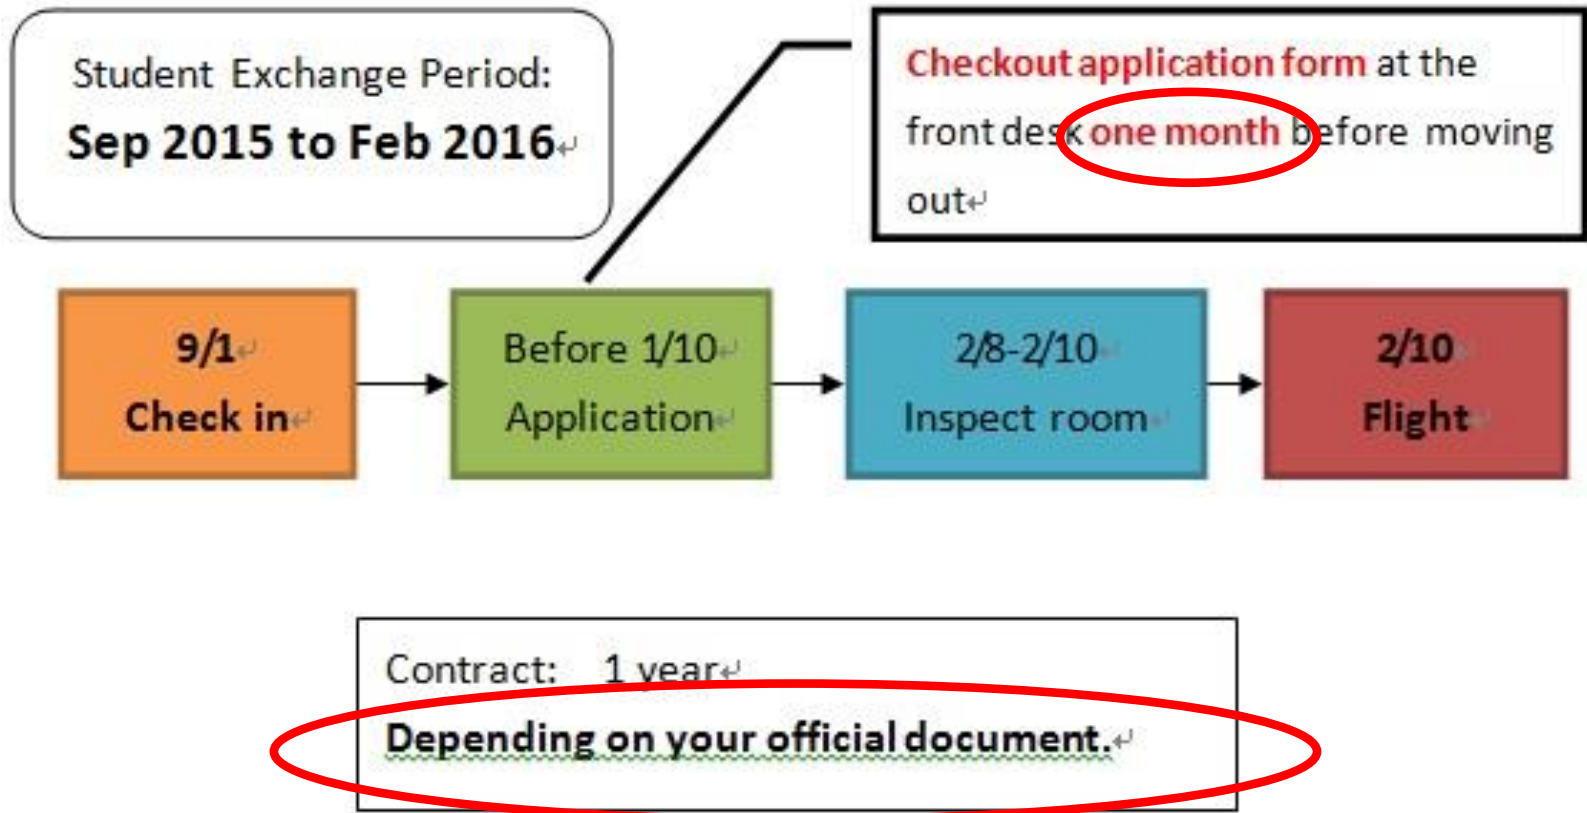 Student Exchange Period:
Sep 2015 to Feb 2016
Checkout application form at the
front desk one month before moving
out
9/1
Check in
Before 1/10
Application
2/8-2/10
Inspect room
2/10
Flight
Contract: 1 year
Depending on your official document.